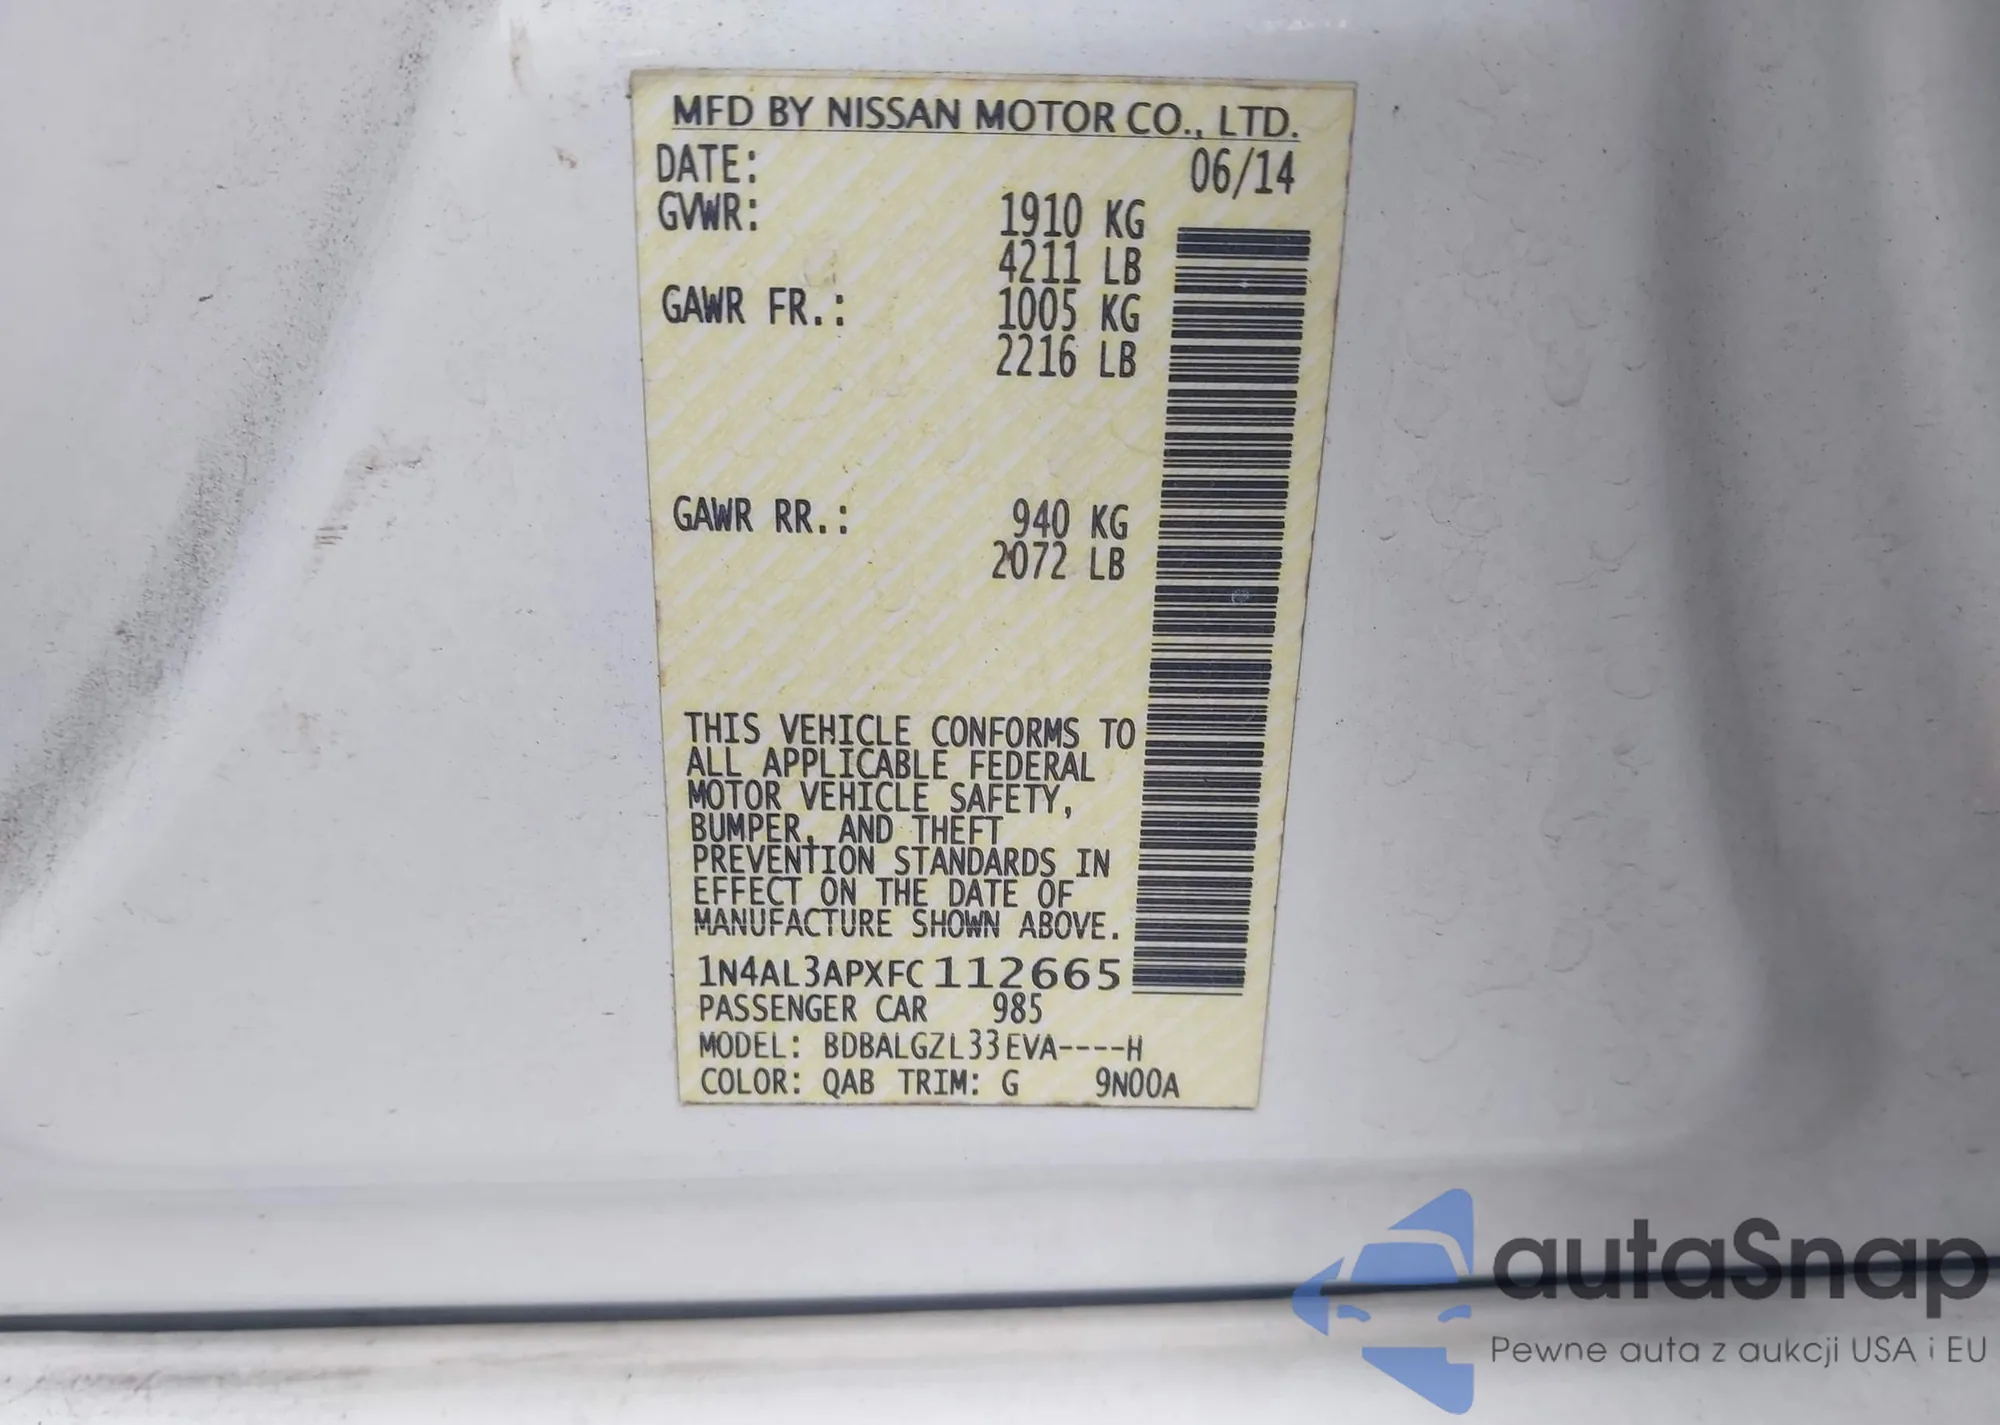 MFD BY NISSAN MOTOR CO., LTD.
DATE: 06/14
GVWR: 1910 KG
4211 LB
GAWR FR.: 1005 KG
2216 LB
GAWR RR.: 940 KG
2072 LB
THIS VEHICLE CONFORMS TO
ALL APPLICABLE FEDERAL
MOTOR VEHICLE SAFETY,
BUMPER, AND THEFT
PREVENTION STANDARDS IN
EFFECT ON THE DATE OF
MANUFACTURE SHOWN ABOVE.
1N4AL3APXFC112665
PASSENGER CAR 985
MODEL: BDBALGZL33EVA----H
COLOR: QAB TRIM: G 9N00A
autaSnap
Pewne auta z aukcji USA i EU